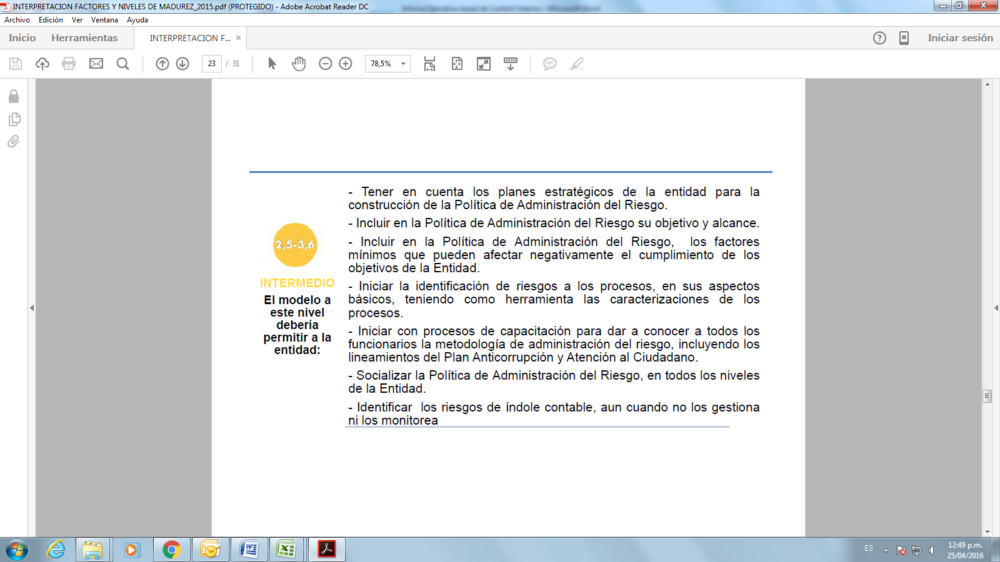 INTERPRETACION FACTORES Y NIVELES DE MADUREZ_2015.pdf (PROTEGIDO) - Adobe Acrobat Reader DC
Informe Ejecutivo anual de Control Interno - Microsoft Word
Archivo Edición Ver Ventana Ayuda
Inicio Herramientas INTERPRETACION F... × Iniciar sesión
23 / 31 78,5%
- Tener en cuenta los planes estratégicos de la entidad para la
construcción de la Política de Administración del Riesgo.
- Incluir en la Política de Administración del Riesgo su objetivo y alcance.
- Incluir en la Política de Administración del Riesgo, los factores
mínimos que pueden afectar negativamente el cumplimiento de los
objetivos de la Entidad.
- Iniciar la identificación de riesgos a los procesos, en sus aspectos
básicos, teniendo como herramienta las caracterizaciones de los
procesos.
- Iniciar con procesos de capacitación para dar a conocer a todos los
funcionarios la metodología de administración del riesgo, incluyendo los
lineamientos del Plan Anticorrupción y Atención al Ciudadano.
- Socializar la Política de Administración del Riesgo, en todos los niveles
de la Entidad.
- Identificar los riesgos de índole contable, aun cuando no los gestiona
ni los monitorea
2,5-3,6
INTERMEDIO
El modelo a
este nivel
debería
permitir a la
entidad:
ES
12:49 p.m.
25/04/2016